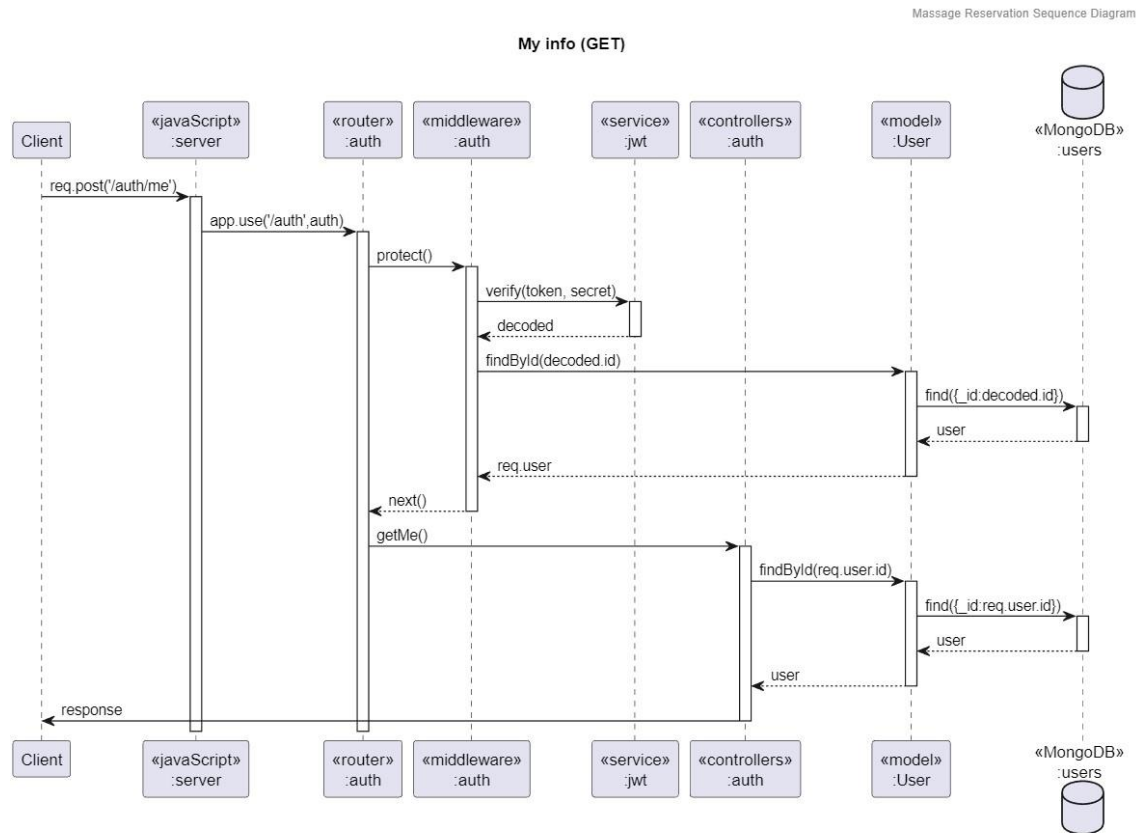 Massage Reservation Sequence Diagram
My info (GET)
Client
«javaScript»
:server
«router»
:auth
«middleware»
:auth
«service»
:jwt
«controllers»
:auth
«model»
:User
«MongoDB»
:users
req.post('/auth/me')
app.use('/auth',auth)
protect()
verify(token, secret)
decoded
findById(decoded.id)
find({_id:decoded.id})
user
req.user
next()
getMe()
findById(req.user.id)
find({_id:req.user.id})
user
user
response
Client
«javaScript»
:server
«router»
:auth
«middleware»
:auth
«service»
:jwt
«controllers»
:auth
«model»
:User
«MongoDB»
:users